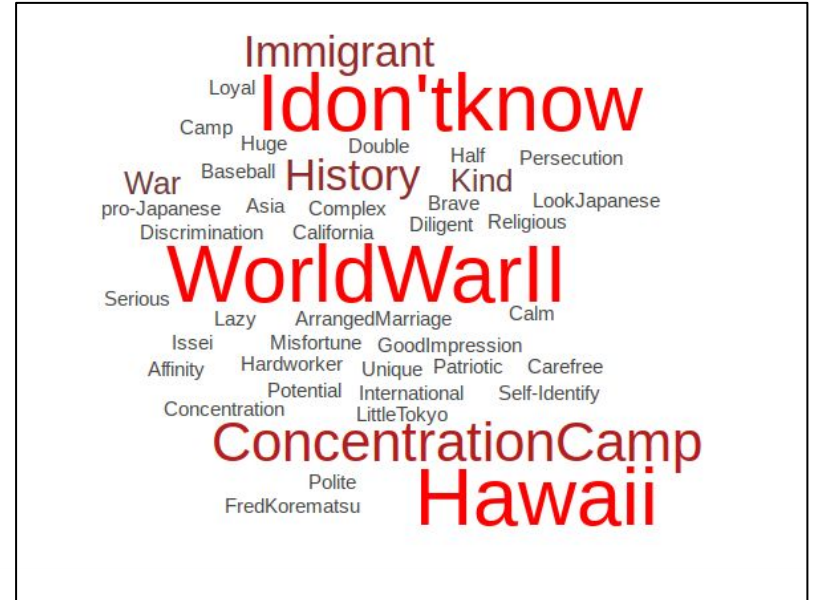 Immigrant
Loyal Idon'tknow
Camp
Huge Double
Half Persecution
War Baseball History Kind
pro-Japanese Asia Complex Brave LookJapanese
Discrimination California Diligent Religious
WorldWarII
Serious
Lazy ArrangedMarriage Calm
Issei Misfortune GoodImpression
Affinity Hardworker Unique Patriotic Carefree
Potential International Self-Identify
Concentration LittleTokyo
ConcentrationCamp
Polite Hawaii
FredKorematsu